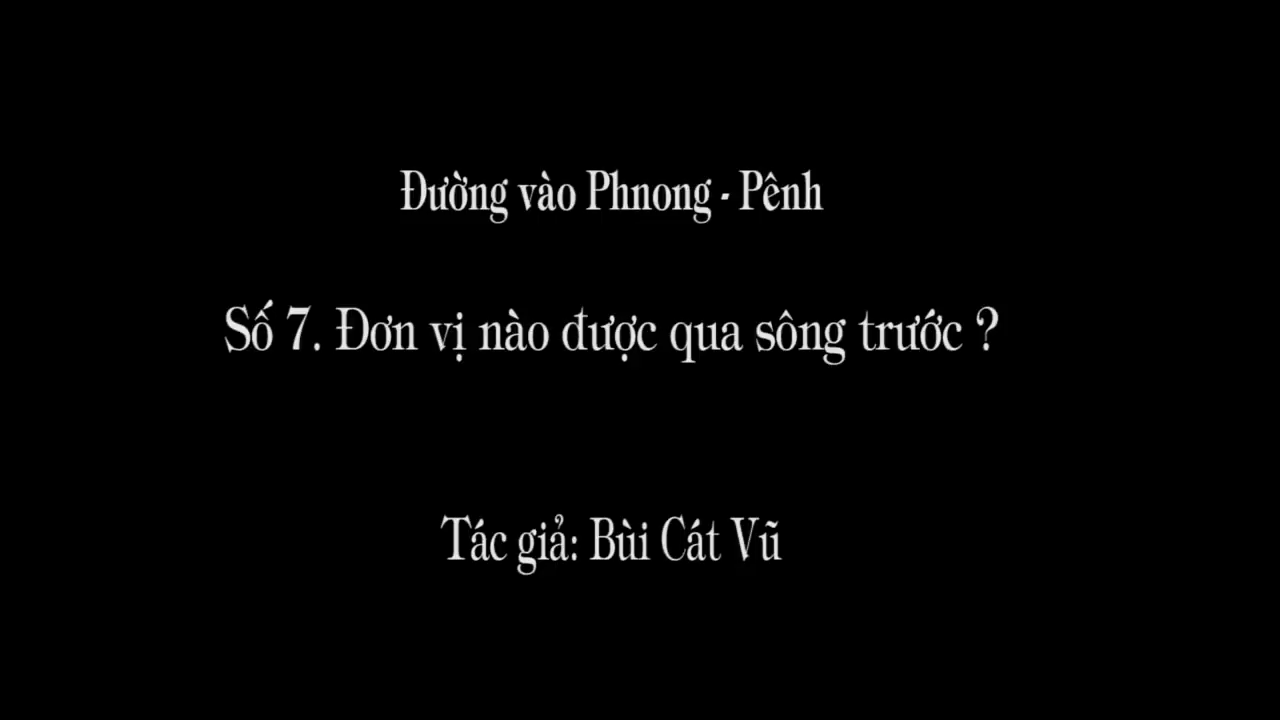 Đường vào Phnong - Pênh
Số 7. Đơn vị nào được qua sông trước ?
Tác giả: Bùi Cát Vũ